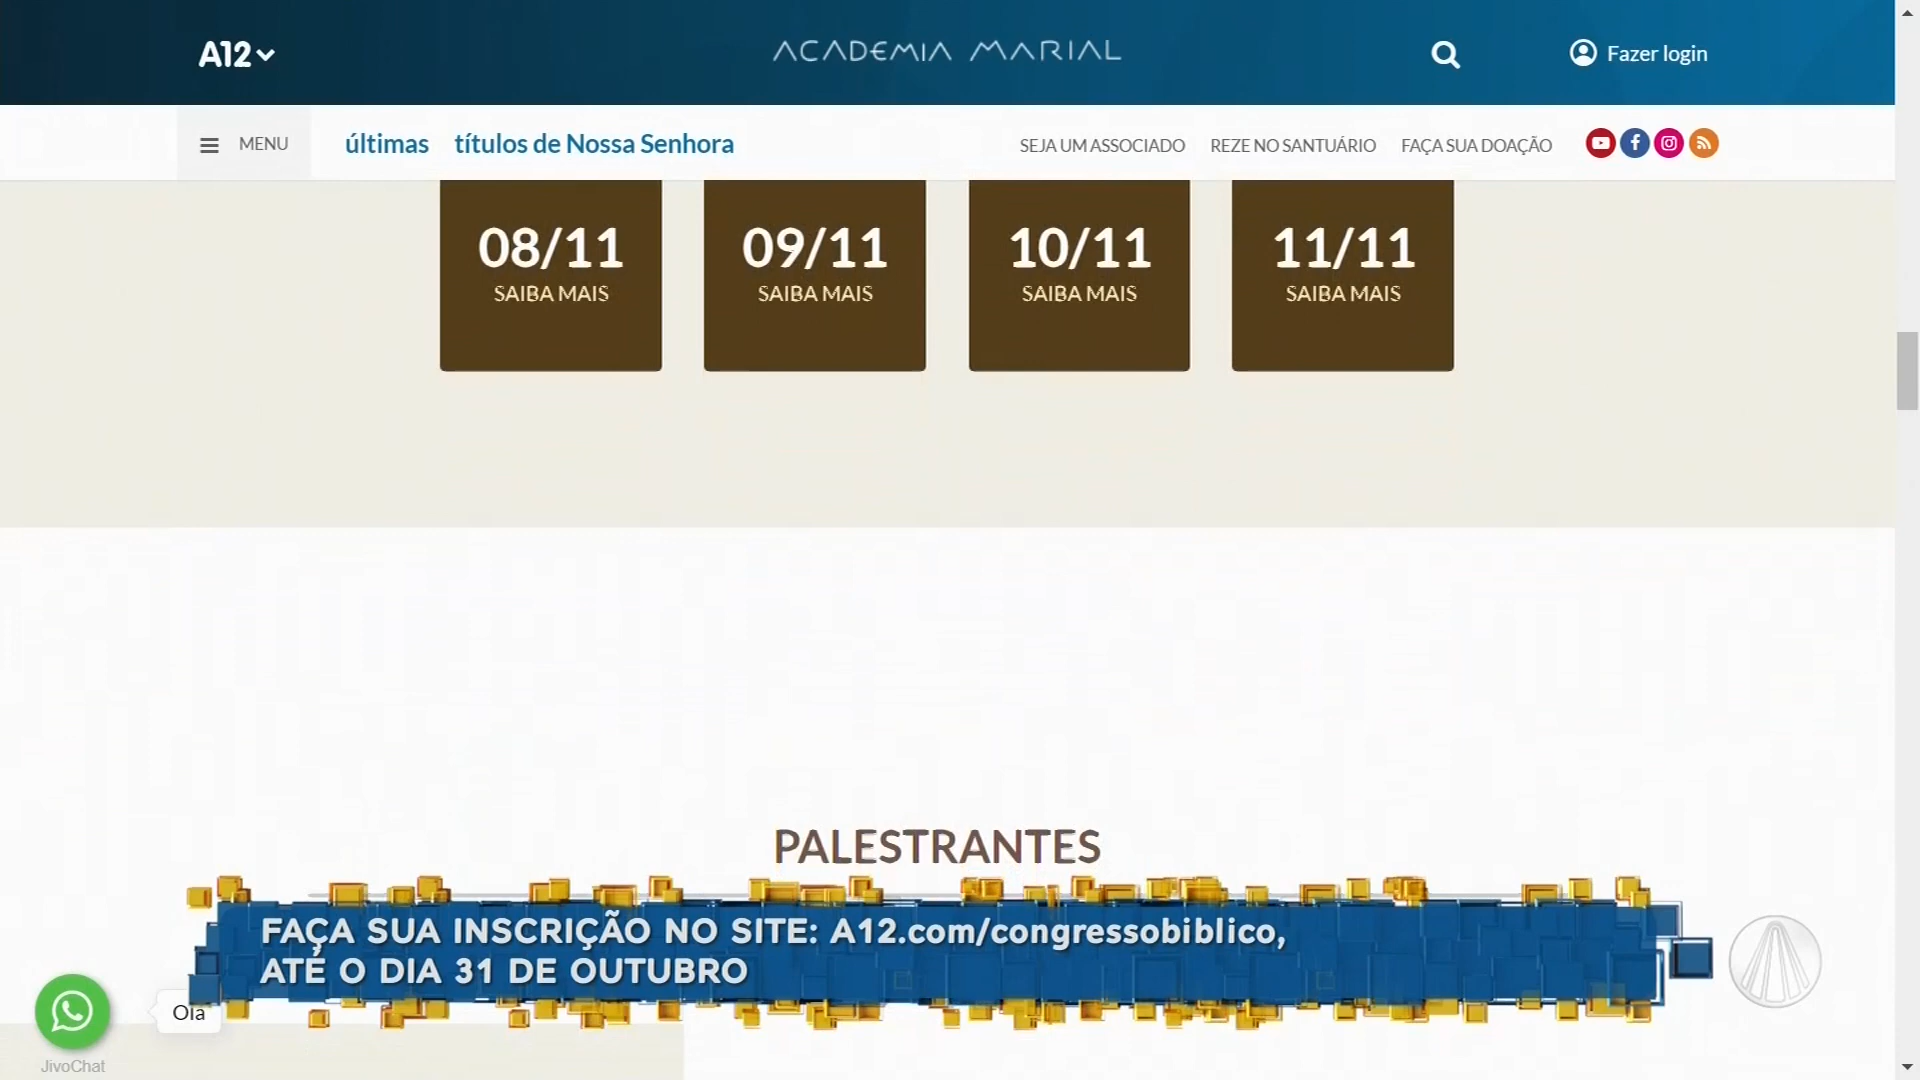 A12
ACADEMIA MARIAL
Fazer login
MENU
últimas
títulos de Nossa Senhora
SEJA UM ASSOCIADO
REZE NO SANTUÁRIO
FAÇA SUA DOAÇÃO
08/11
SAIBA MAIS
09/11
SAIBA MAIS
10/11
SAIBA MAIS
11/11
SAIBA MAIS
PALESTRANTES
FAÇA SUA INSCRIÇÃO NO SITE: A12.com/congressobiblico,
ATÉ O DIA 31 DE OUTUBRO
Olá
JivoChat